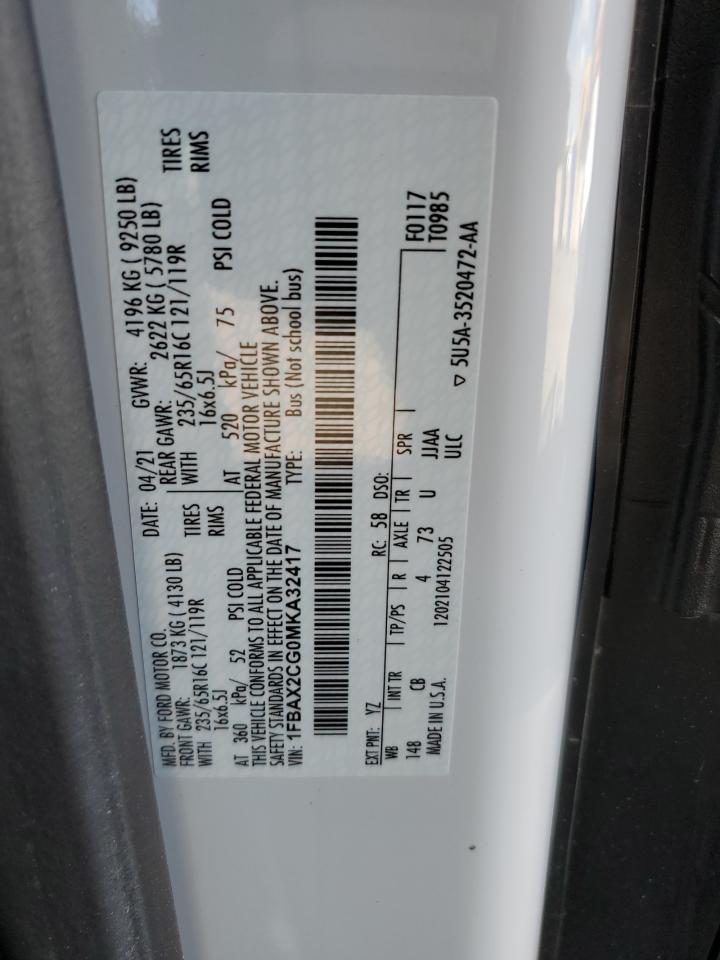 MFD. BY FORD MOTOR CO. DATE: 04/21 GVWR: 4196 KG ( 9250 LB)
FRONT GAWR: 1873 KG ( 4130 LB) REAR GAWR: 2622 KG ( 5780 LB)
WITH 235/65R16C 121/119R TIRES WITH 235/65R16C 121/119R TIRES
16x6.5J RIMS 16x6.5J RIMS
AT 360 kPa/ 52 PSI COLD AT 520 kPa/ 75 PSI COLD
THIS VEHICLE CONFORMS TO ALL APPLICABLE FEDERAL MOTOR VEHICLE
SAFETY STANDARDS IN EFFECT ON THE DATE OF MANUFACTURE SHOWN ABOVE.
VIN: 1FBAX2CG0MKA32417 TYPE: Bus (Not school bus)
EXT PNT: YZ RC: 58 DSO:
WB INT TR TP/PS R AXLE TR SPR F0117
148 CB 4 73 U JJAA T0985
MADE IN U.S.A. 1202104122505 ULC ▽ 5U5A-3520472-AA